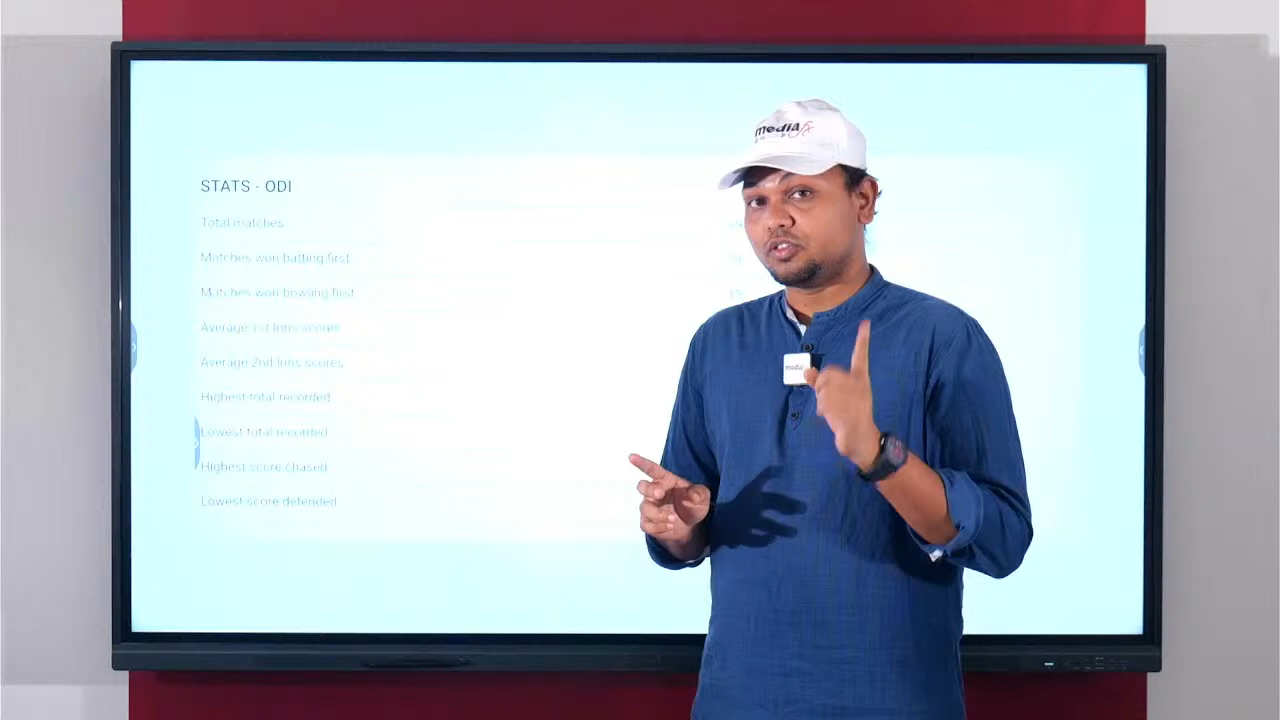 mediafx
STATS - ODI
Total matches
Matches won batting first
Matches won bowling first
Average 1st Inns scores
Average 2nd Inns scores
Highest total recorded
Lowest total recorded
Highest score chased
Lowest score defended
media